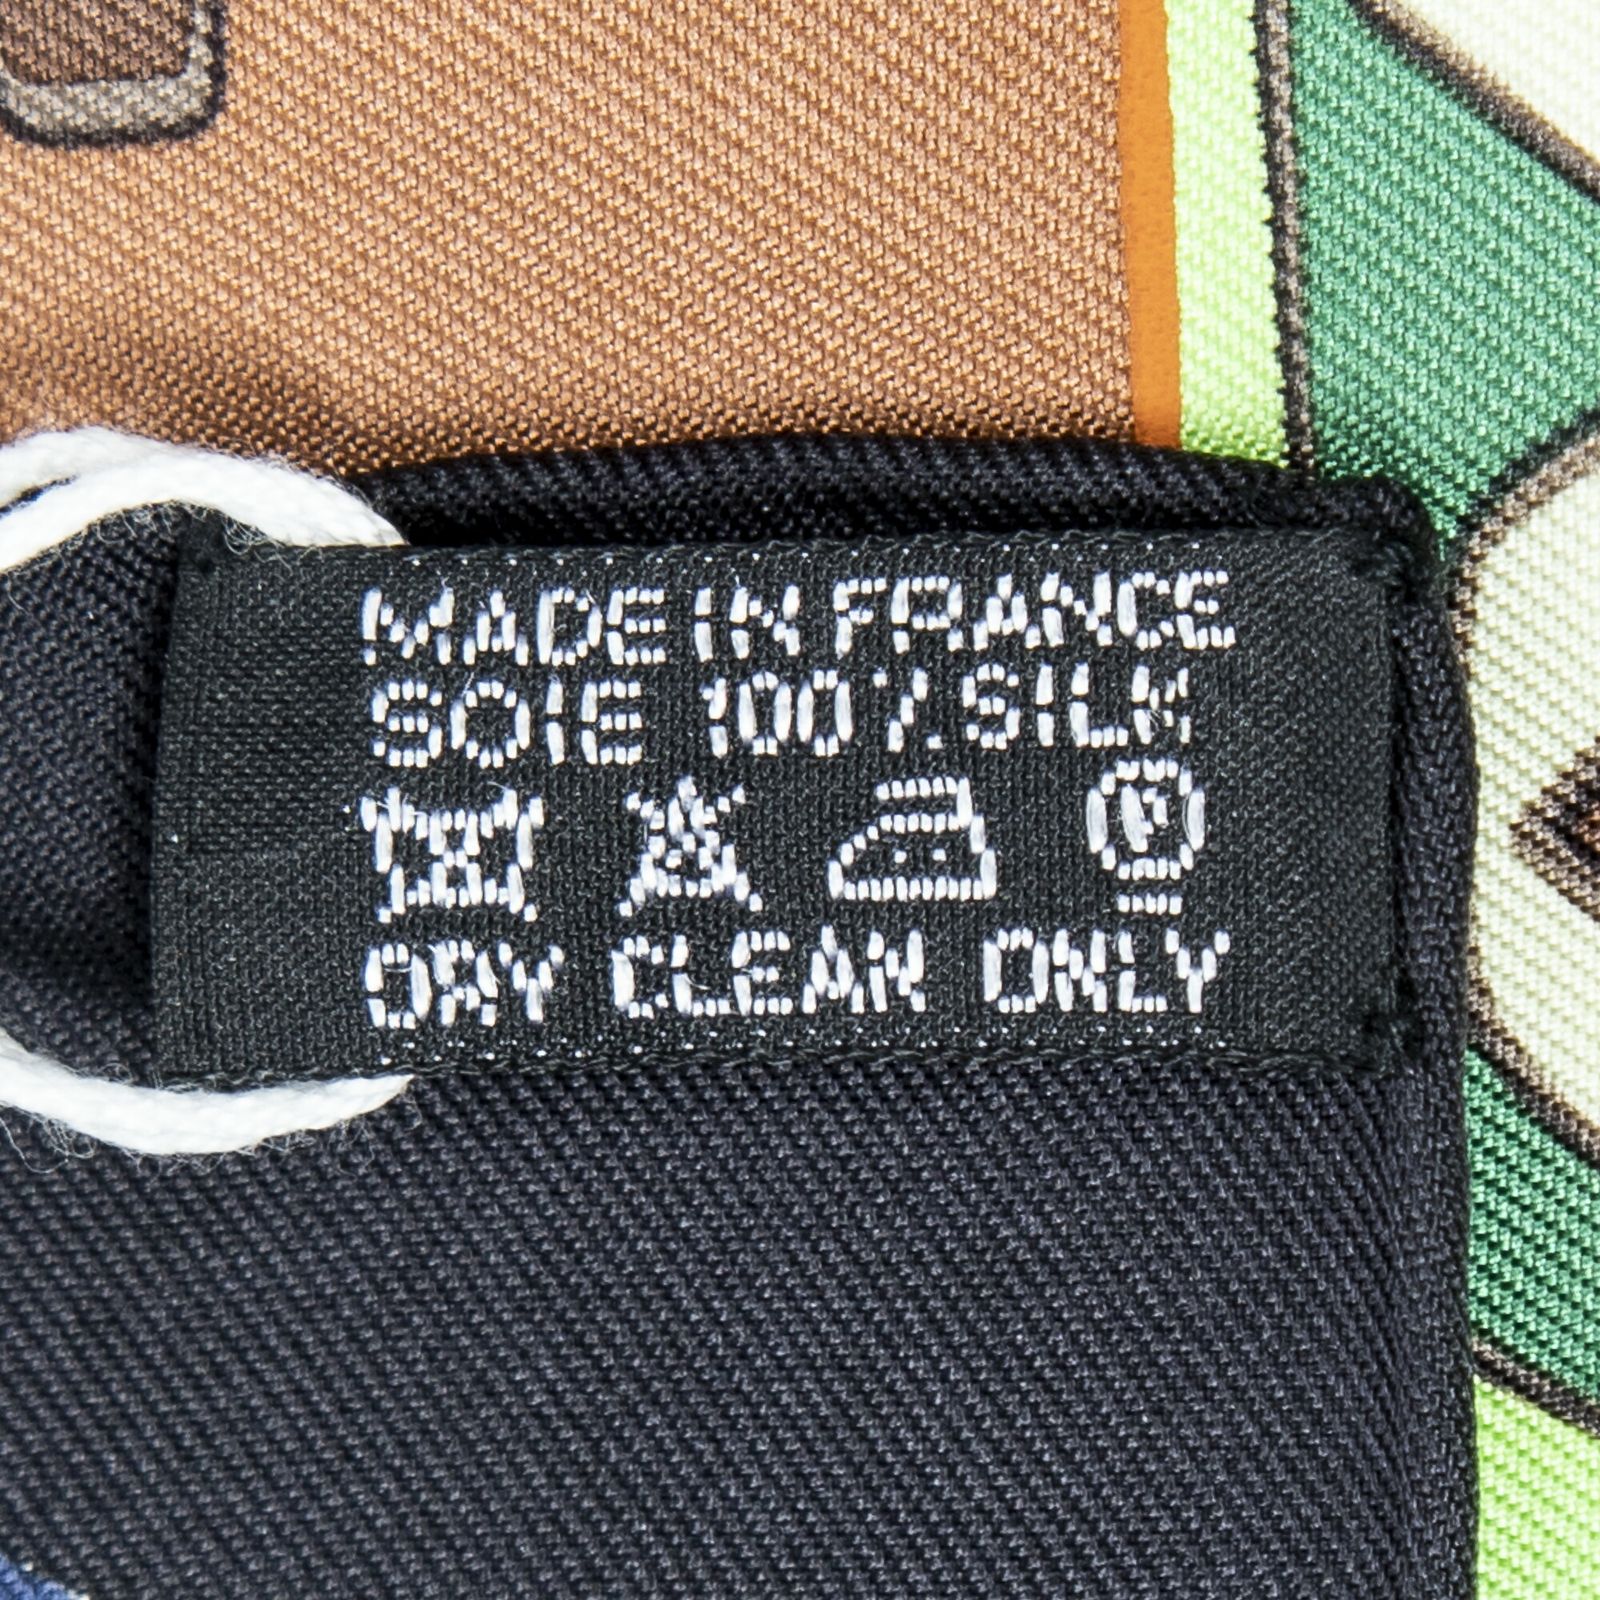 MADE IN FRANCE
SOIE 100% SILK
P
DRY CLEAN ONLY